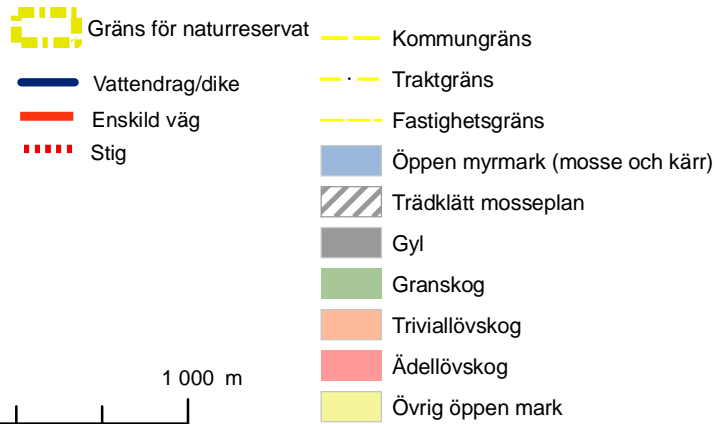 Gräns för naturreservat
Vattendrag/dike
Enskild väg
Stig
Kommungräns
Traktgräns
Fastighetsgräns
Öppen myrmark (mosse och kärr)
Trädklätt mosseplan
Gyl
Granskog
Triviallövskog
Ädellövskog
Övrig öppen mark
1 000 m